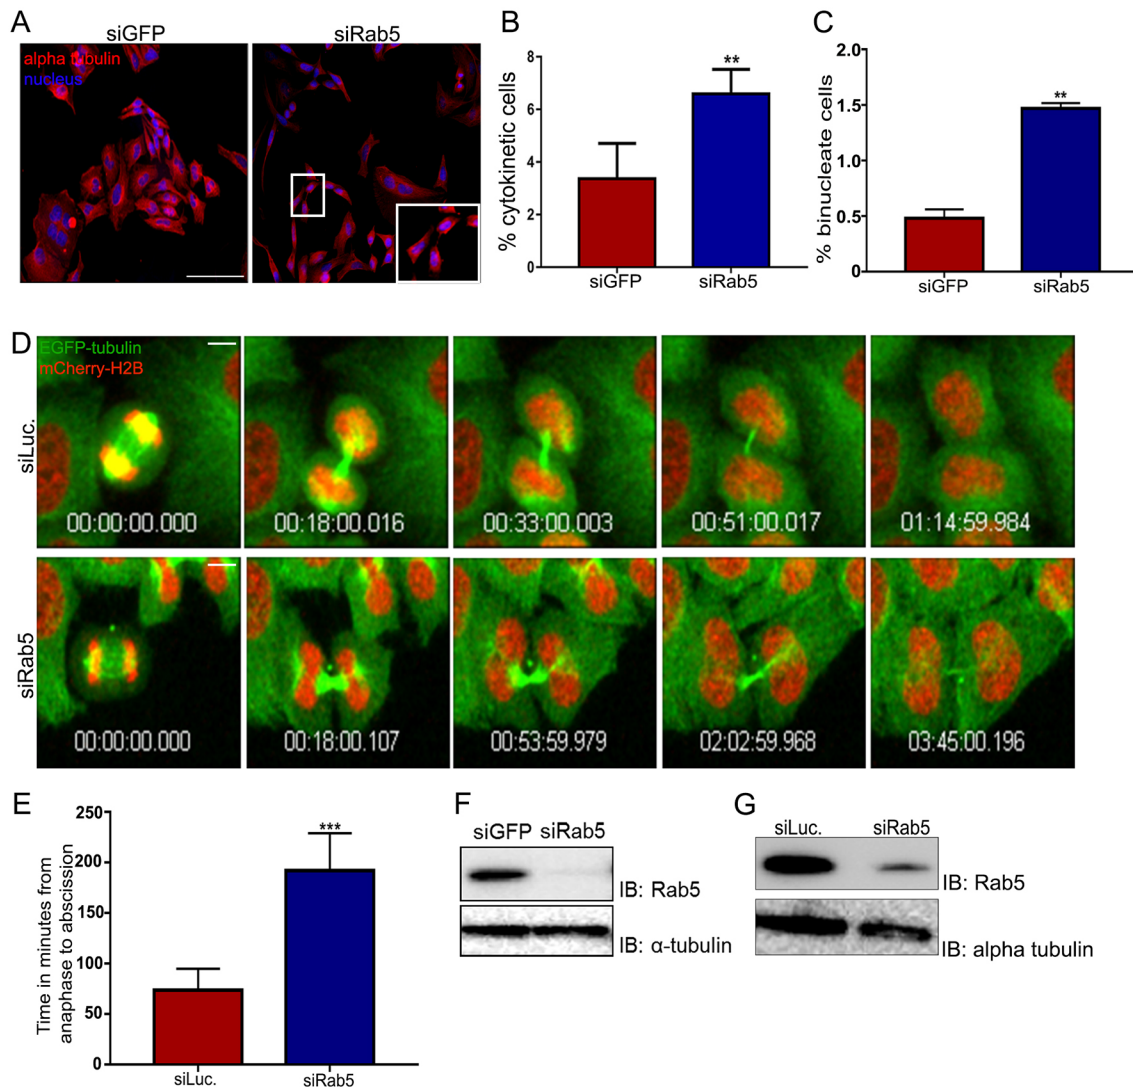 A
siGFP
siRab5
alpha tubulin
nucleus
B
% cytokinetic cells
8
6
4
2
0
**
siGFP
siRab5
C
% binucleate cells
2.0
1.5
1.0
0.5
0
**
siGFP
siRab5
D
EGFP-tubulin
mCherry-H2B
siLuc.
00:00:00.000
00:18:00.016
00:33:00.003
00:51:00.017
01:14:59.984
siRab5
00:00:00.000
00:18:00.107
00:53:59.979
02:02:59.968
03:45:00.196
E
Time in minutes from
anaphase to abscission
250
200
150
100
50
0
***
siLuc.
siRab5
F
siGFP siRab5
IB: Rab5
IB: α-tubulin
G
siLuc. siRab5
IB: Rab5
IB: alpha tubulin